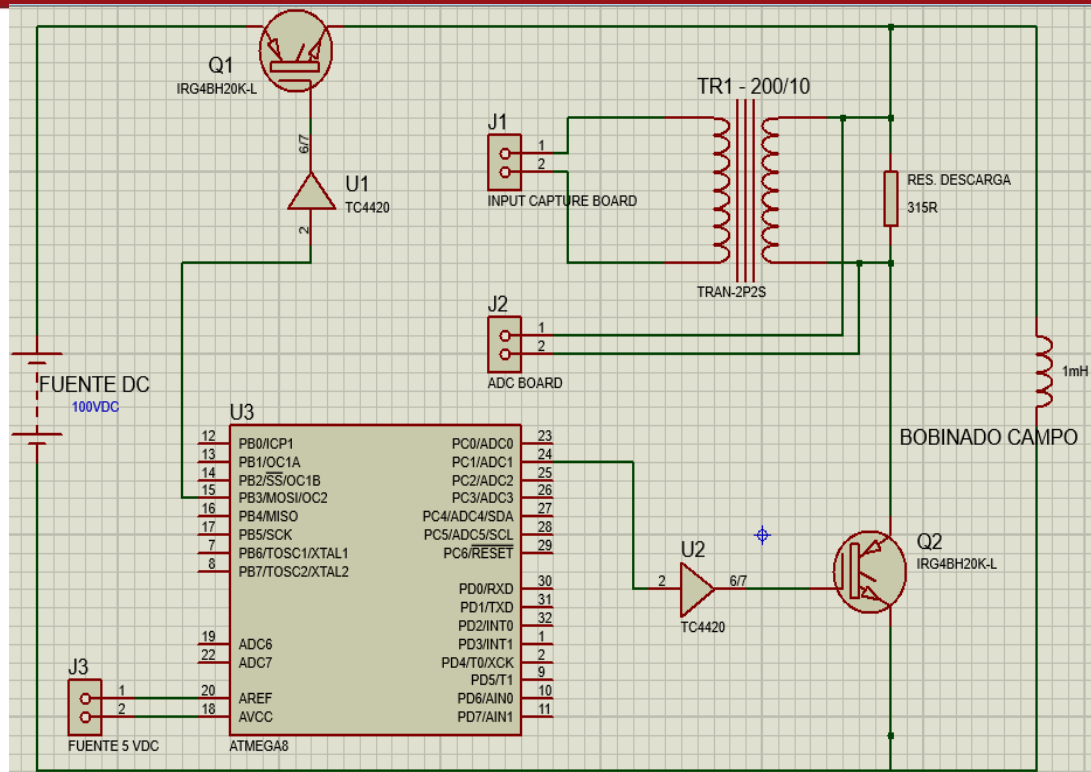 Q1
IRG4BH20K-L
6/7
U1
TC4420
2
J1
1
2
INPUT CAPTURE BOARD
TR1 - 200/10
TRAN-2P2S
RES. DESCARGA
315R
J2
1
2
ADC BOARD
1mH
BOBINADO CAMPO
FUENTE DC
100VDC
U3
12 PB0/ICP1
13 PB1/OC1A
14 PB2/SS/OC1B
15 PB3/MOSI/OC2
16 PB4/MISO
17 PB5/SCK
7 PB6/TOSC1/XTAL1
8 PB7/TOSC2/XTAL2
19 ADC6
22 ADC7
20 AREF
18 AVCC
PC0/ADC0 23
PC1/ADC1 24
PC2/ADC2 25
PC3/ADC3 26
PC4/ADC4/SDA 27
PC5/ADC5/SCL 28
PC6/RESET 29
PD0/RXD 30
PD1/TXD 31
PD2/INT0 32
PD3/INT1 1
PD4/T0/XCK 2
PD5/T1 9
PD6/AIN0 10
PD7/AIN1 11
ATMEGA8
U2
2
6/7
TC4420
Q2
IRG4BH20K-L
J3
1
2
FUENTE 5 VDC